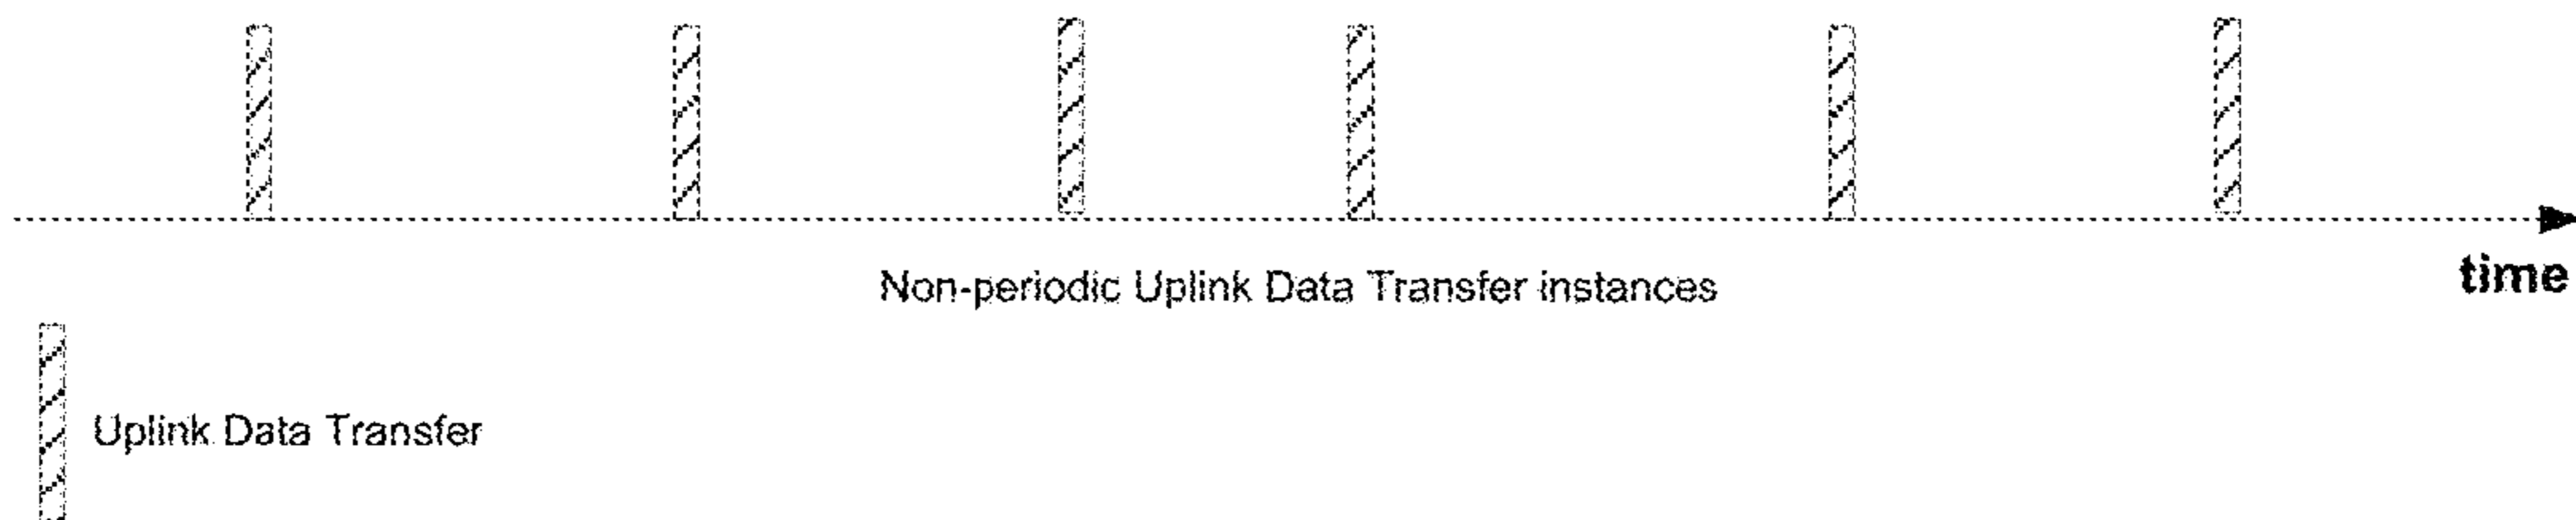 time
Non-periodic Uplink Data Transfer instances
Uplink Data Transfer